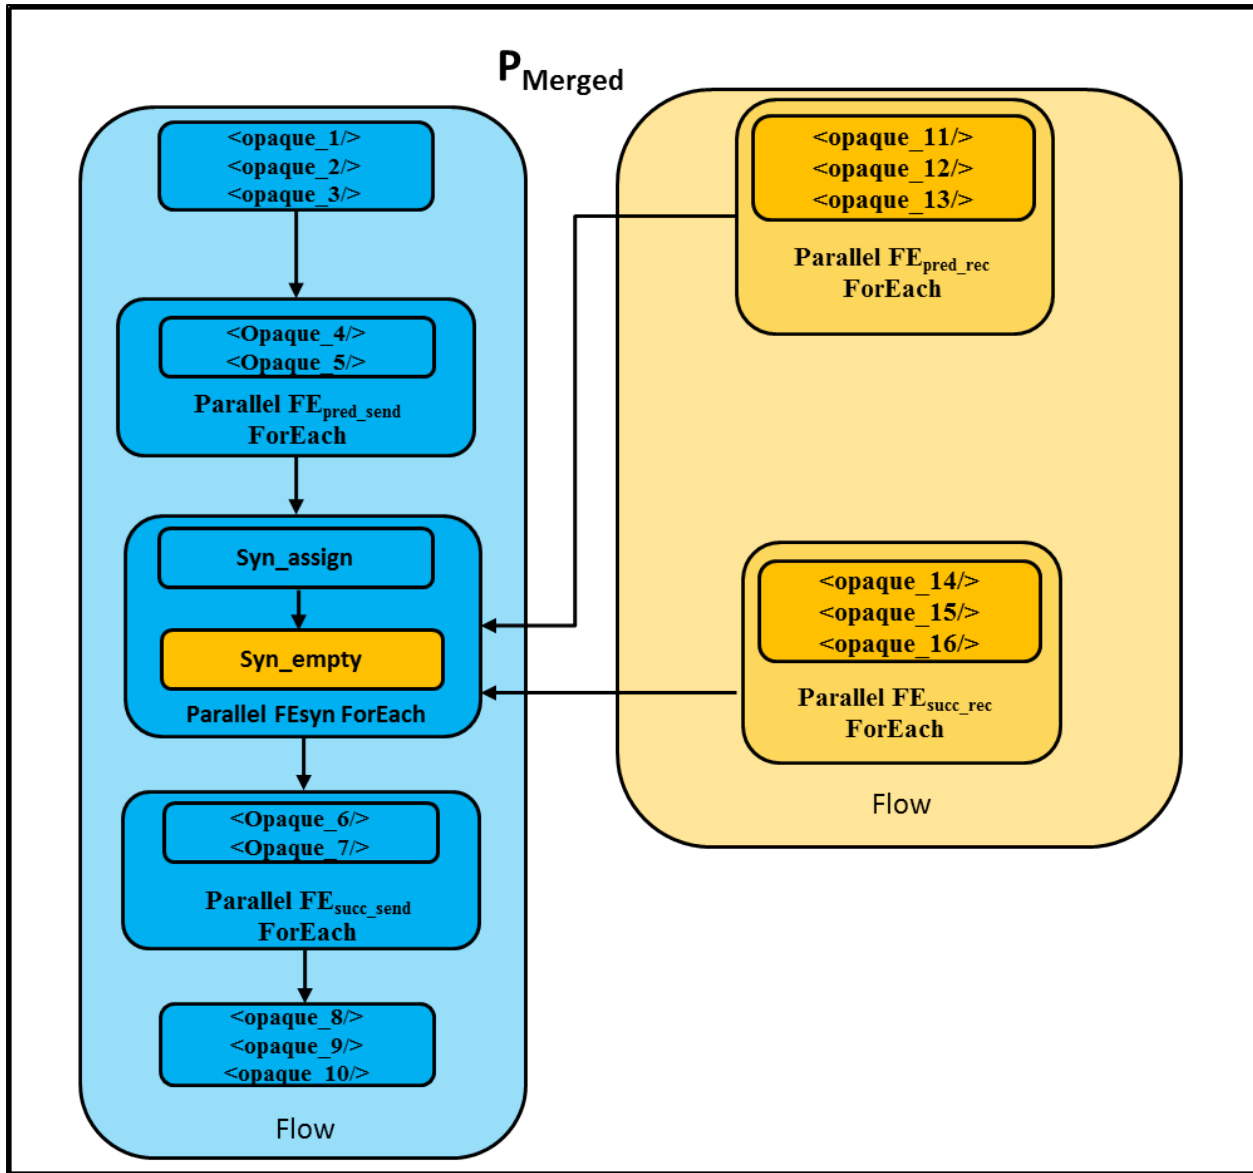 PMerged
<opaque_1/>
<opaque_2/>
<opaque_3/>
<Opaque_4/>
<Opaque_5/>
Parallel FEpred_send
ForEach
Syn_assign
Syn_empty
Parallel FEsyn ForEach
<Opaque_6/>
<Opaque_7/>
Parallel FEsucc_send
ForEach
<opaque_8/>
<opaque_9/>
<opaque_10/>
Flow
<opaque_11/>
<opaque_12/>
<opaque_13/>
Parallel FEpred_rec
ForEach
<opaque_14/>
<opaque_15/>
<opaque_16/>
Parallel FEsucc_rec
ForEach
Flow